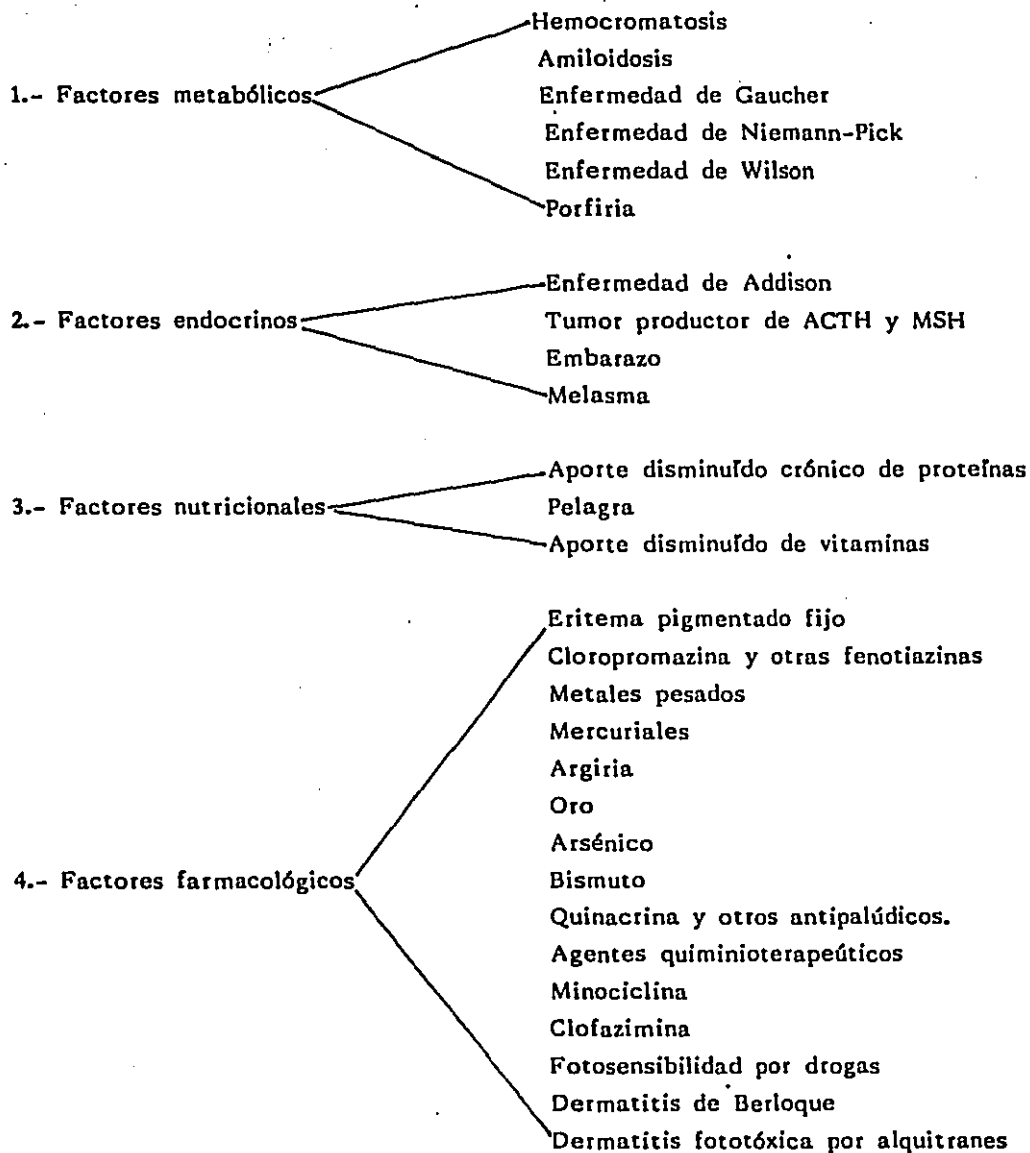 Hemocromatosis
Amiloidosis
1.- Factores metabólicos
Enfermedad de Gaucher
Enfermedad de Niemann-Pick
Enfermedad de Wilson
Porfiria
Enfermedad de Addison
2.- Factores endocrinos
Tumor productor de ACTH y MSH
Embarazo
Melasma
Aporte disminuído crónico de proteínas
3.- Factores nutricionales
Pelagra
Aporte disminuído de vitaminas
Eritema pigmentado fijo
Cloropromazina y otras fenotiazinas
Metales pesados
Mercuriales
Argiria
Oro
Arsénico
4.- Factores farmacológicos
Bismuto
Quinacrina y otros antipalúdicos.
Agentes quiminioterapeúticos
Minociclina
Clofazimina
Fotosensibilidad por drogas
Dermatitis de Berloque
Dermatitis fototóxica por alquitranes